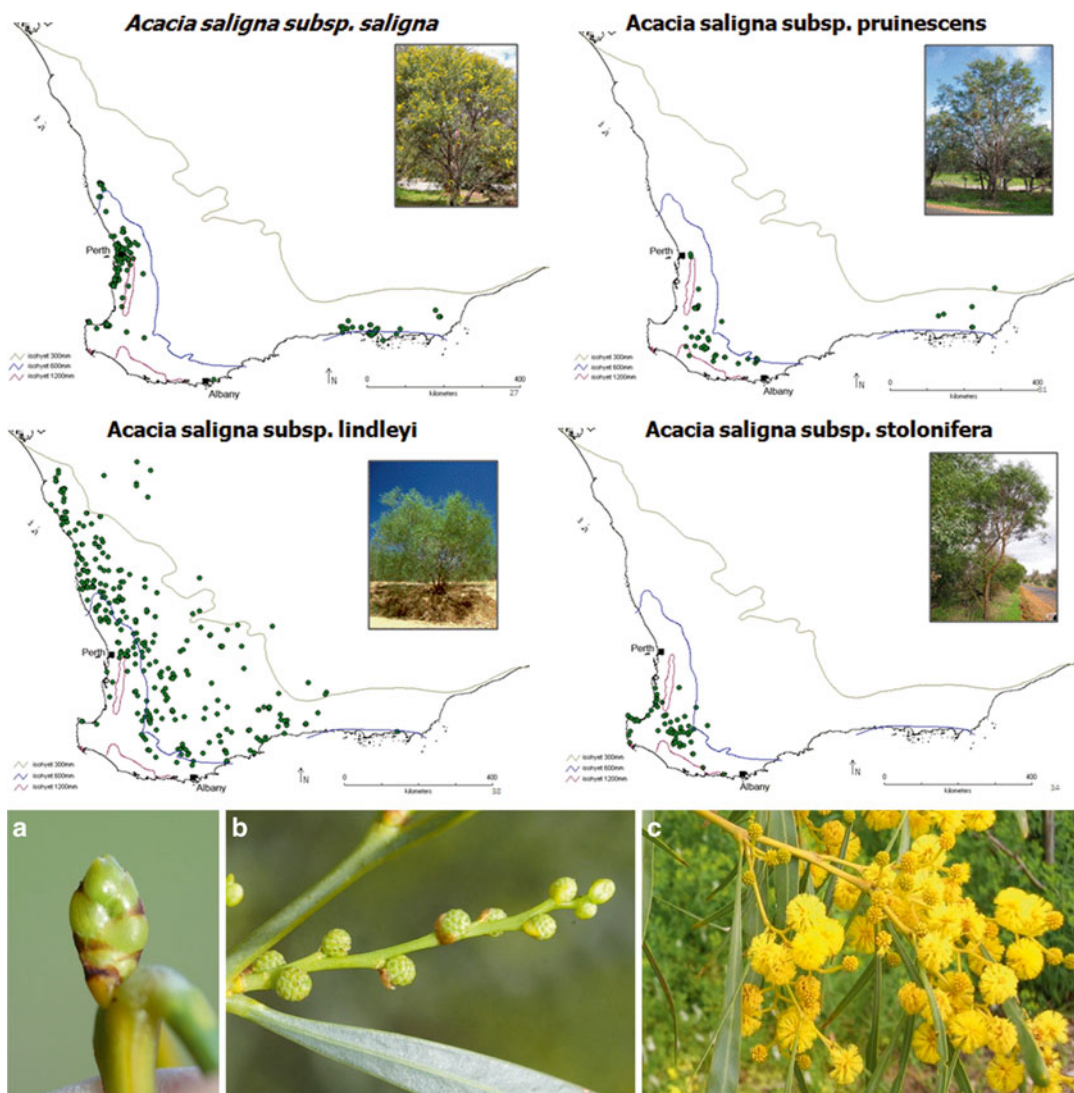 Acacia saligna subsp. saligna
Perth
isohyet 300mm
isohyet 600mm
isohyet 1200mm
Albany
N
0 400
kilometers
27
Acacia saligna subsp. pruinescens
Perth
isohyet 300mm
isohyet 600mm
isohyet 1200mm
Albany
N
0 400
kilometers
Acacia saligna subsp. lindleyi
Perth
isohyet 300mm
isohyet 600mm
isohyet 1200mm
Albany
N
0 400
kilometers
Acacia saligna subsp. stolonifera
Perth
isohyet 300mm
isohyet 600mm
isohyet 1200mm
Albany
N
0 400
kilometers
34
a
b
c